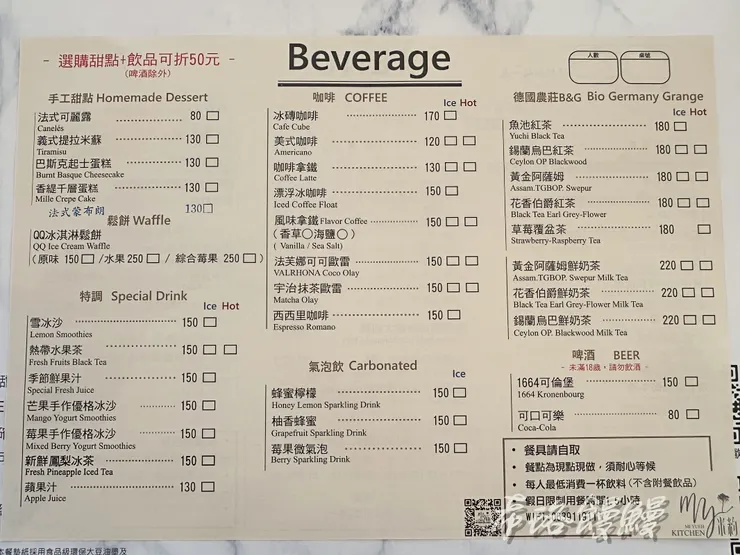 - 選購甜點+飲品可折50元 -
(啤酒除外)
Beverage
人數
桌號
手工甜點 Homemade Dessert
法式可麗露 80
Canelés
義式提拉米蘇 130
Tiramisu
巴斯克起士蛋糕 130
Burnt Basque Cheesecake
香緹千層蛋糕 130
Mille Crepe Cake
法式蒙布朗 130
鬆餅 Waffle
QQ冰淇淋鬆餅
QQ Ice Cream Waffle
(原味 150 /水果 250 / 綜合莓果 250 )
特調 Special Drink
Ice Hot
雪冰沙 150
Lemon Smoothies
熱帶水果茶 150
Fresh Fruits Black Tea
季節鮮果汁 150
Special Fresh Juice
芒果手作優格冰沙 150
Mango Yogurt Smoothies
莓果手作優格冰沙 150
Mixed Berry Yogurt Smoothies
新鮮鳳梨冰茶 150
Fresh Pineapple Iced Tea
蘋果汁 130
Apple Juice
咖啡 COFFEE
Ice Hot
冰磚咖啡 170
Cafe Cube
美式咖啡 120
Americano
咖啡拿鐵 130
Coffee Latte
漂浮冰咖啡 150
Iced Coffee Float
風味拿鐵 Flavor Coffee 150
(香草〇海鹽〇)
( Vanilla / Sea Salt)
法芙娜可可歐雷 150
VALRHONA Coco Olay
宇治抹茶歐雷 150
Matcha Olay
西西里咖啡 150
Espresso Romano
氣泡飲 Carbonated
Ice
蜂蜜檸檬 150
Honey Lemon Sparkling Drink
柚香蜂蜜 150
Grapefruit Sparkling Drink
莓果微氣泡 150
Berry Sparkling Drink
德國農莊B&G Bio Germany Grange
Ice Hot
魚池紅茶 180
Yuchi Black Tea
錫蘭烏巴紅茶 180
Ceylon OP Blackwood
黃金阿薩姆 180
Assam.TGBOP. Swepur
花香伯爵紅茶 180
Black Tea Earl Grey-Flower
草莓覆盆茶 180
Strawberry-Raspberry Tea
黃金阿薩姆鮮奶茶 220
Assam.TGBOP. Swepur Milk Tea
花香伯爵鮮奶茶 220
Black Tea Earl Grey-Flower Milk Tea
錫蘭烏巴鮮奶茶 220
Ceylon OP. Blackwood Milk Tea
啤酒 BEER
- 未滿18歲，請勿飲酒 -
1664可倫堡 150
1664 Kronenbourg
可口可樂 80
Coca-Cola
• 餐具請自取
• 餐點為現點現做，須耐心等候
• 每人最低消費一杯飲料(不含附餐飲品)
假日限制用餐時間
my 米約
MEYUEH
KITCHEN